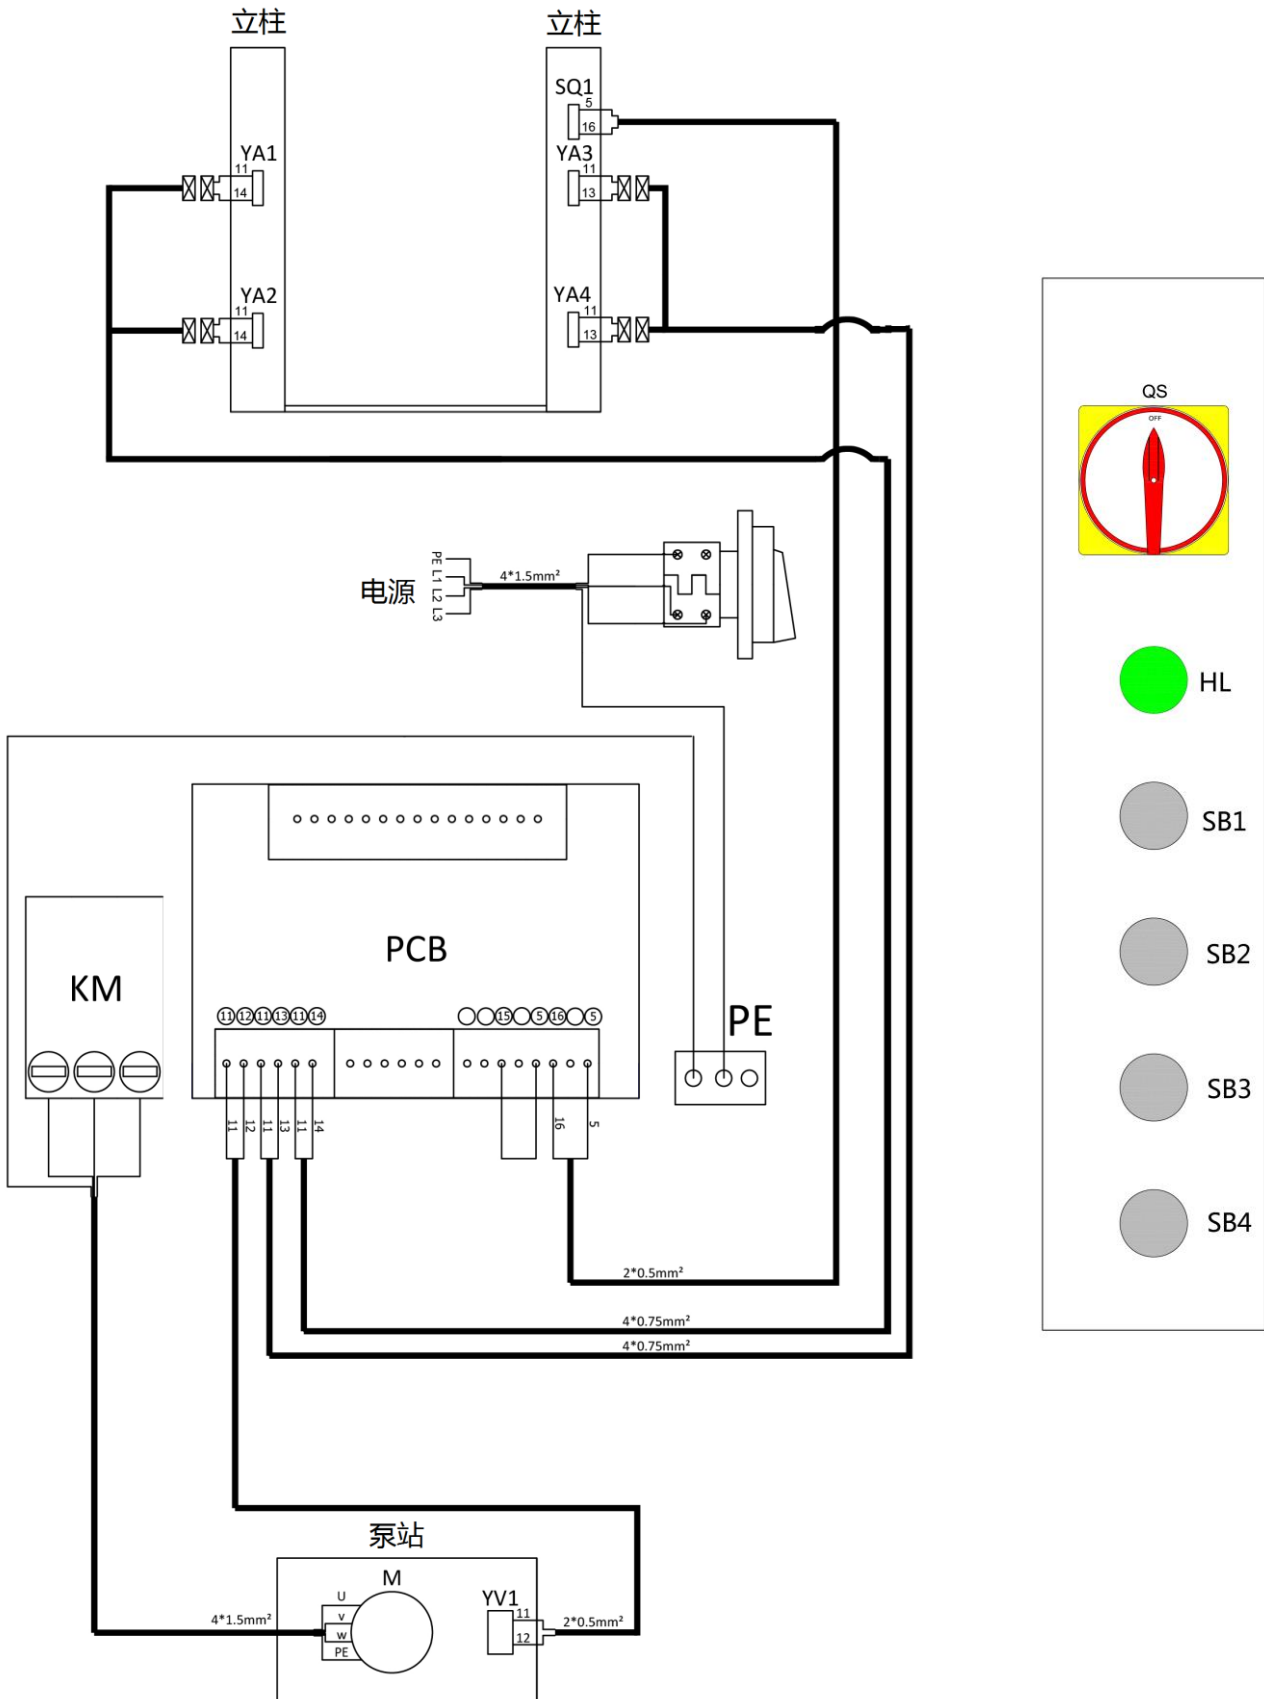 立柱
立柱
SQ1
5
16
YA1
11
14
YA3
11
13
YA2
11
14
YA4
11
13
QS
OFF
电源
PE
L1
L2
L3
4*1.5mm²
HL
SB1
SB2
SB3
SB4
KM
PCB
PE
11 12 11 13 11 14
15 5 16 5
11 12 11 13 11 14
16 5
2*0.5mm²
4*0.75mm²
4*0.75mm²
泵站
M
U
V
W
PE
4*1.5mm²
YV1
11
12
2*0.5mm²